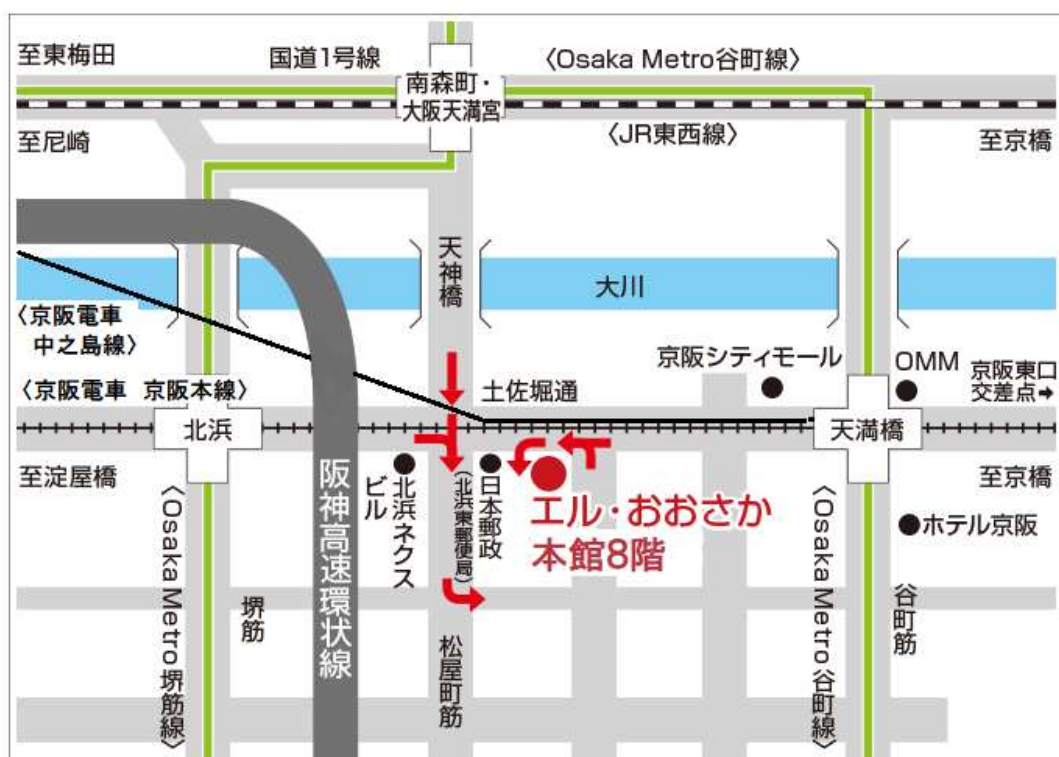 至東梅田
国道1号線
〈Osaka Metro谷町線〉
南森町・
大阪天満宮
至尼崎
〈JR東西線〉
至京橋
天神橋
大川
〈京阪電車
中之島線〉
京阪シティモール
OMM
京阪東口
交差点→
〈京阪電車 京阪本線〉
土佐堀通
北浜
天満橋
至淀屋橋
至京橋
北浜ネクス
ビル
日本郵政
(北浜東郵便局)
エル・おおさか
本館8階
ホテル京阪
〈Osaka Metro堺筋線〉
堺筋
阪神高速環状線
松屋町筋
〈Osaka Metro谷町線〉
谷町筋